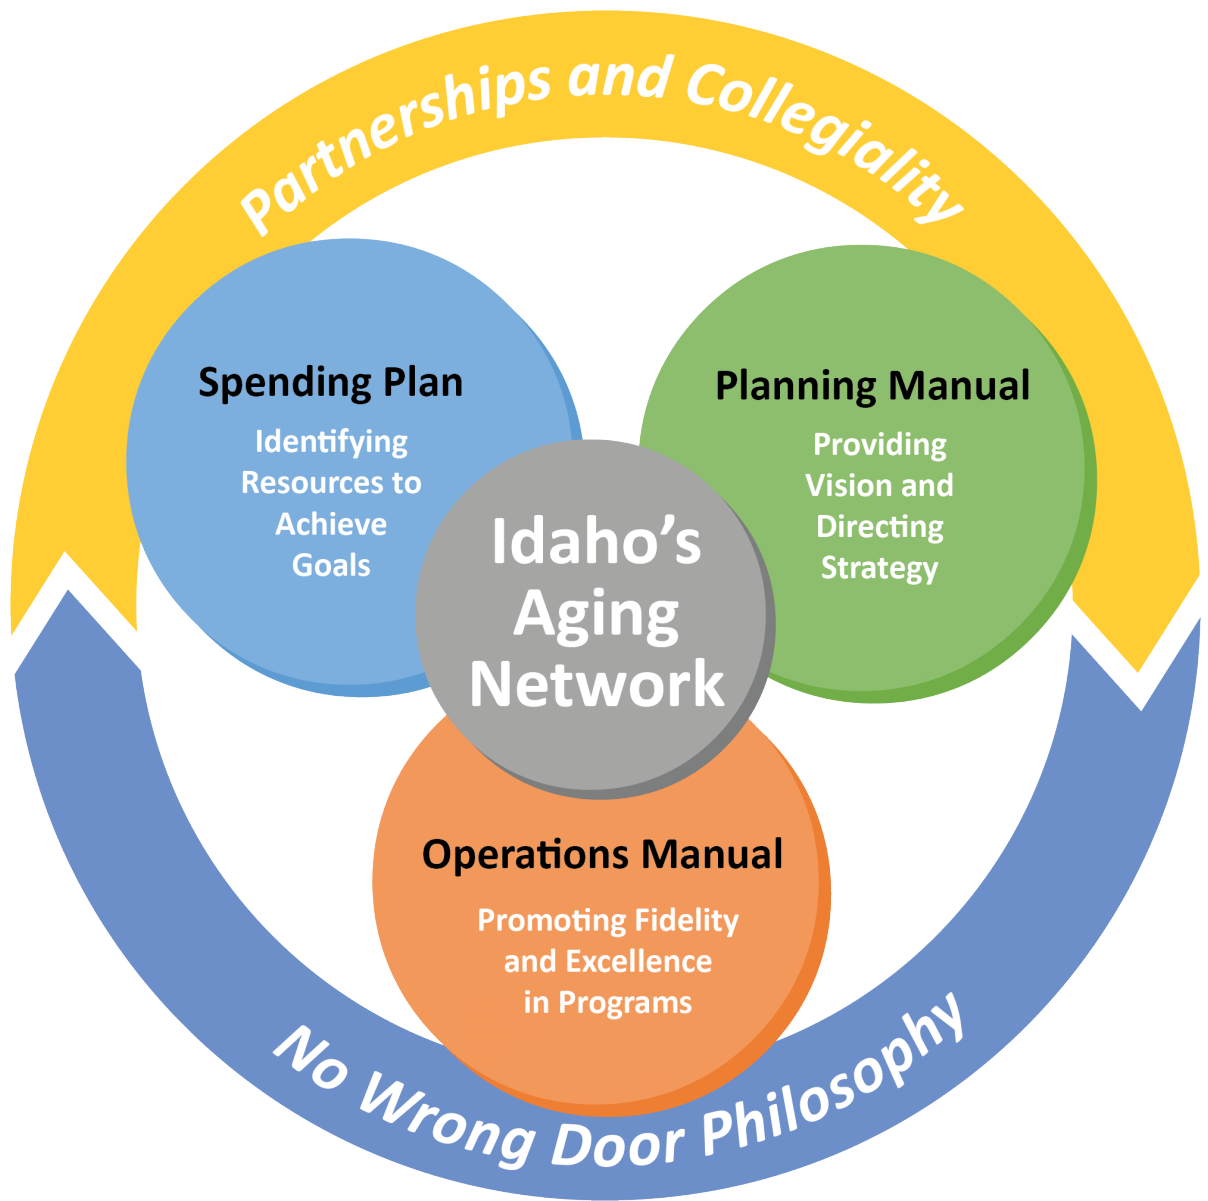 Partnerships and Collegiality
Spending Plan
Identifying
Resources to
Achieve
Goals
Planning Manual
Providing
Vision and
Directing
Strategy
Idaho’s
Aging
Network
Operations Manual
Promoting Fidelity
and Excellence
in Programs
No Wrong Door Philosophy